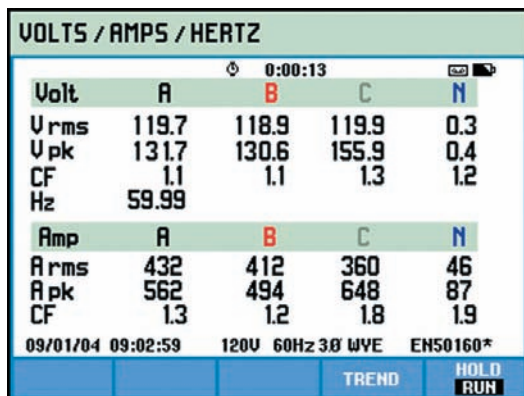 VOLTS / AMPS / HERTZ
0:00:13
Volt A B C N
V rms 119.7 118.9 119.9 0.3
V pk 131.7 130.6 155.9 0.4
CF 1.1 1.1 1.3 1.2
Hz 59.99
Amp A B C N
A rms 432 412 360 46
A pk 562 494 648 87
CF 1.3 1.2 1.8 1.9
09/01/04 09:02:59 120V 60Hz 3Ø WYE EN50160*
TREND HOLD
RUN